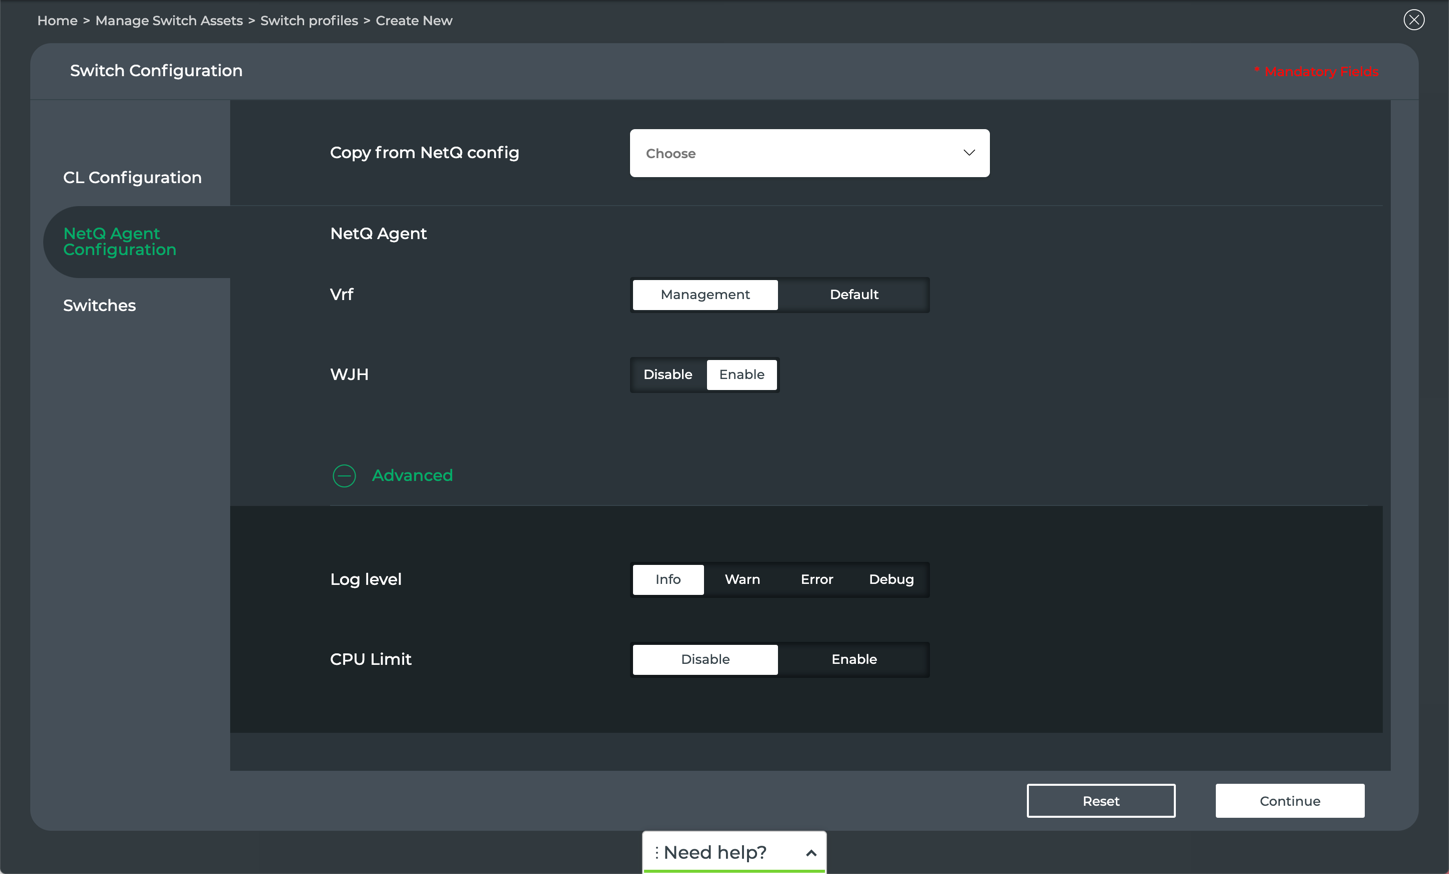 Home > Manage Switch Assets > Switch profiles > Create New
Switch Configuration
* Mandatory Fields
CL Configuration
NetQ Agent
Configuration
Switches
Copy from NetQ config
Choose
NetQ Agent
Vrf
Management Default
WJH
Disable Enable
Advanced
Log level
Info Warn Error Debug
CPU Limit
Disable Enable
Reset
Continue
Need help?